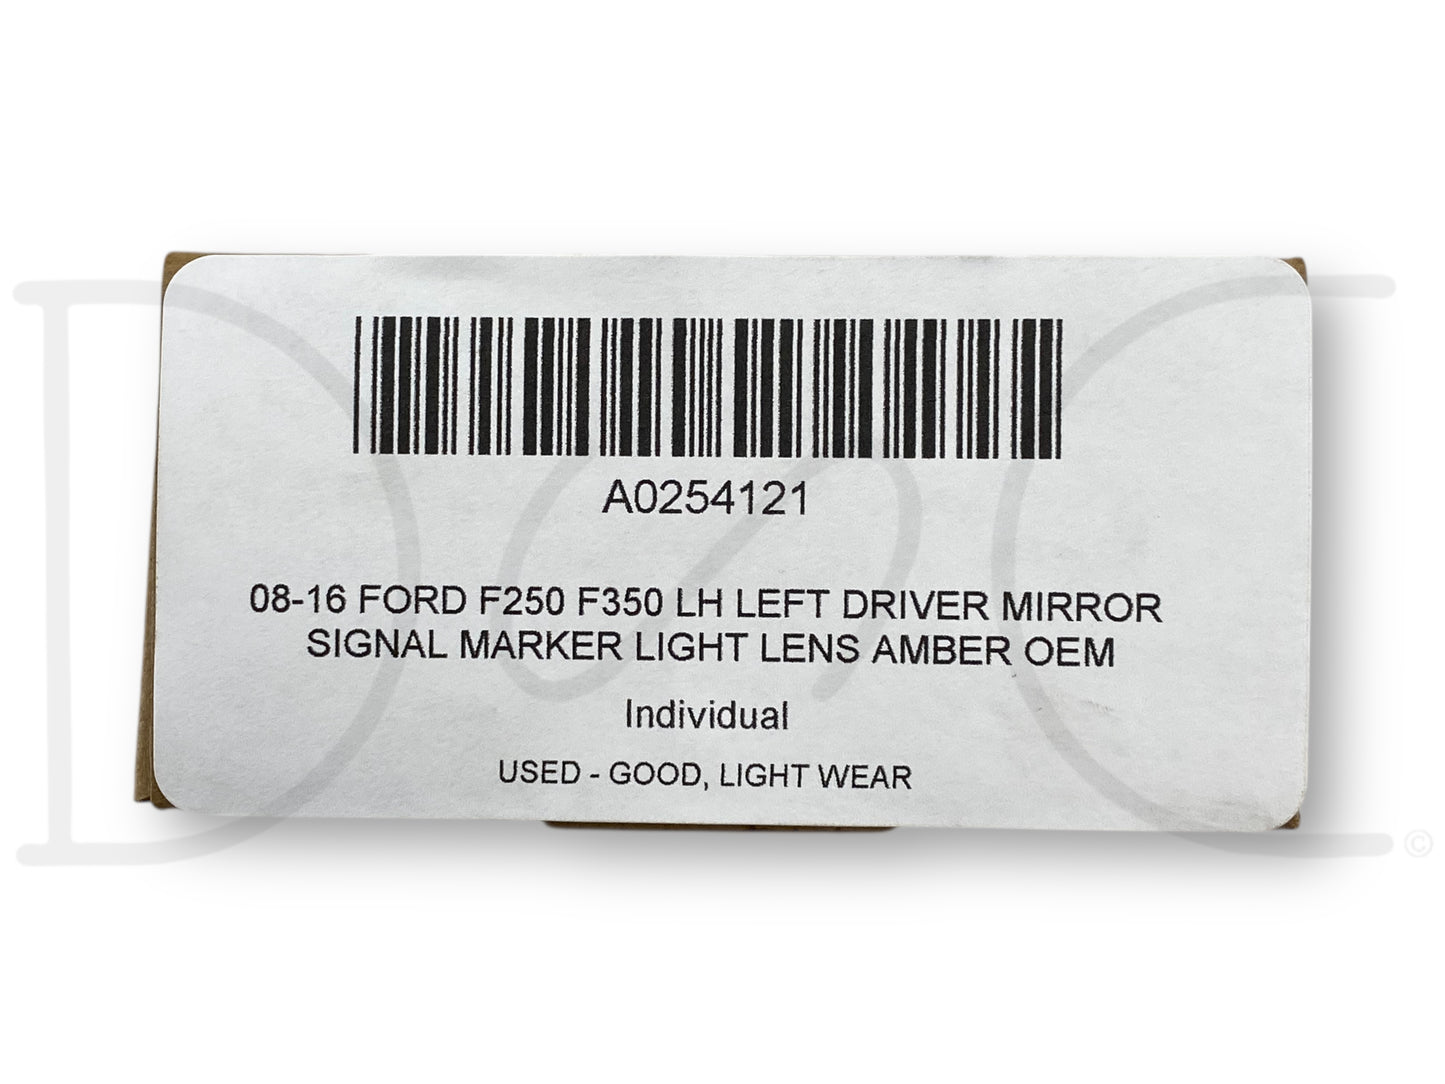 A0254121
08-16 FORD F250 F350 LH LEFT DRIVER MIRROR
SIGNAL MARKER LIGHT LENS AMBER OEM
Individual
USED - GOOD, LIGHT WEAR
©